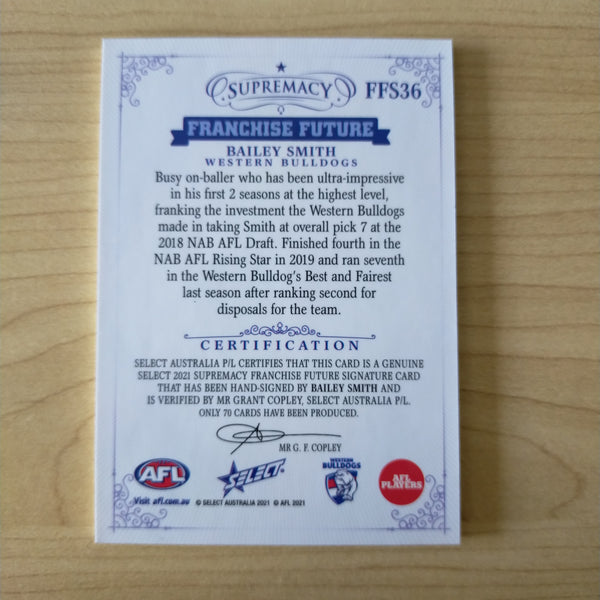 SUPREMACY FFS36
FRANCHISE FUTURE
BAILEY SMITH
WESTERN BULLDOGS
Busy on-baller who has been ultra-impressive
in his first 2 seasons at the highest level,
franking the investment the Western Bulldogs
made in taking Smith at overall pick 7 at the
2018 NAB AFL Draft. Finished fourth in the
NAB AFL Rising Star in 2019 and ran seventh
in the Western Bulldog's Best and Fairest
last season after ranking second for
disposals for the team.
CERTIFICATION
SELECT AUSTRALIA P/L CERTIFIES THAT THIS CARD IS A GENUINE
SELECT 2021 SUPREMACY FRANCHISE FUTURE SIGNATURE CARD
THAT HAS BEEN HAND-SIGNED BY BAILEY SMITH AND
IS VERIFIED BY MR GRANT COPLEY, SELECT AUSTRALIA P/L.
ONLY 70 CARDS HAVE BEEN PRODUCED.
MR G. F. COPLEY
AFL
Visit afl.com.au
SELECT
© SELECT AUSTRALIA 2021 © AFL 2021
WESTERN
BULLDOGS
AFL
PLAYERS